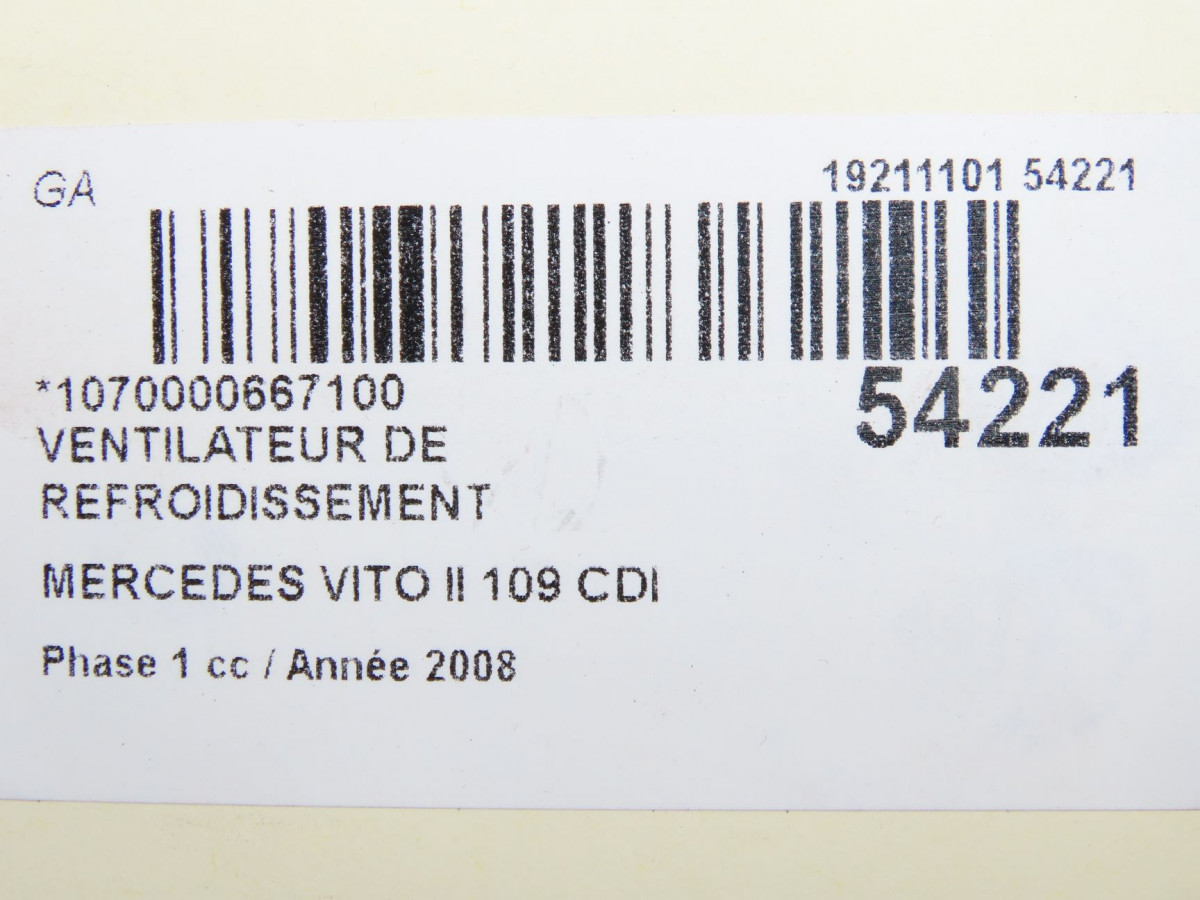 GA
19211101 54221
*1070000667100
54221
VENTILATEUR DE
REFROIDISSEMENT
MERCEDES VITO II 109 CDI
Phase 1 cc / Année 2008